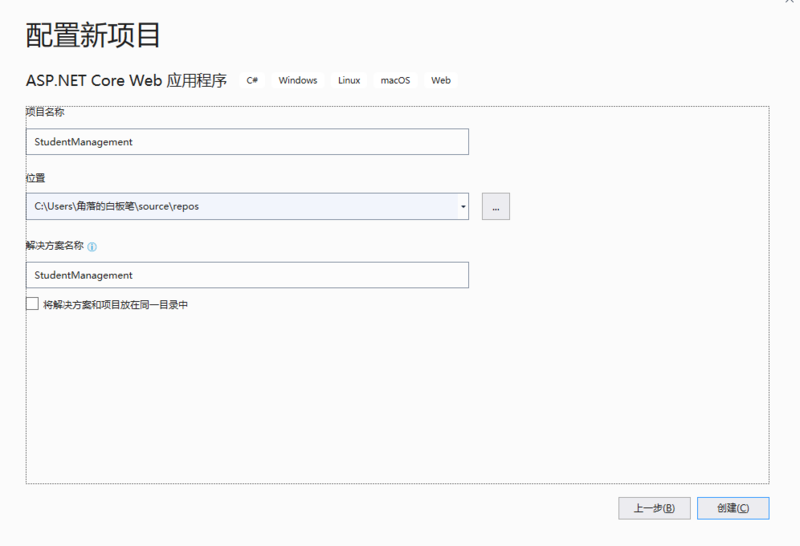 配置新项目
ASP.NET Core Web 应用程序 C# Windows Linux macOS Web
项目名称
StudentManagement
位置
C:\Users\角落的白板笔\source\repos
...
解决方案名称
StudentManagement
将解决方案和项目放在同一目录中
上一步(B) 创建(C)